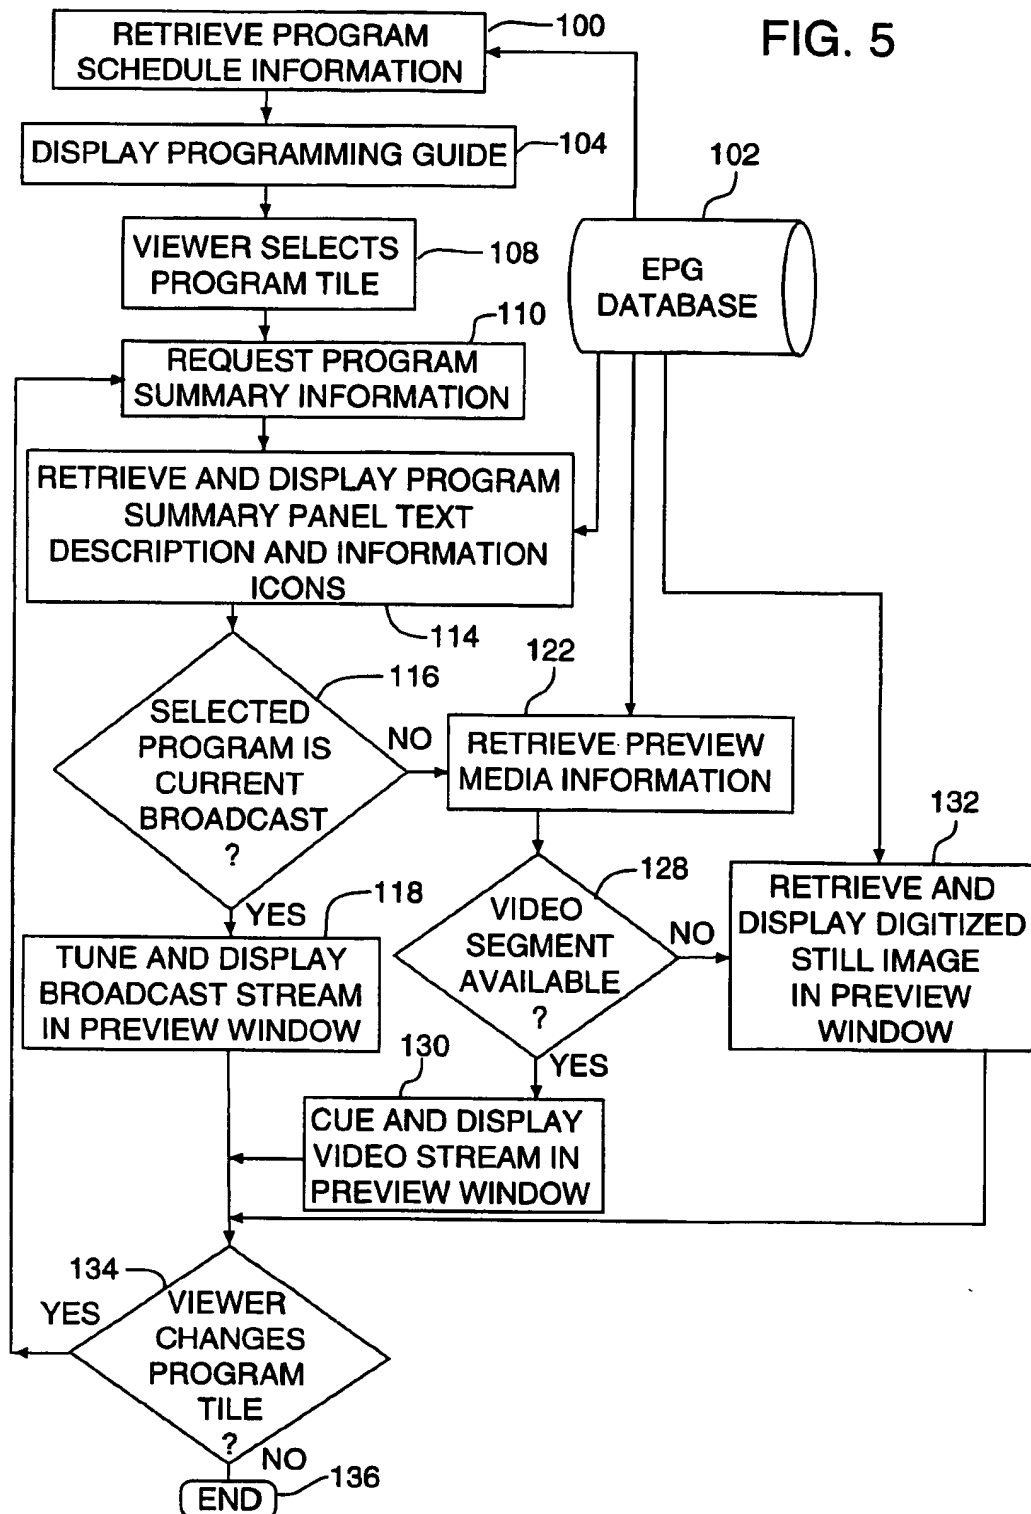 FIG. 5
RETRIEVE PROGRAM
SCHEDULE INFORMATION
100
DISPLAY PROGRAMMING GUIDE
104
102
EPG
DATABASE
VIEWER SELECTS
PROGRAM TILE
108
110
REQUEST PROGRAM
SUMMARY INFORMATION
RETRIEVE AND DISPLAY PROGRAM
SUMMARY PANEL TEXT
DESCRIPTION AND INFORMATION
ICONS
114
116
SELECTED
PROGRAM IS
CURRENT
BROADCAST
?
NO
YES
122
RETRIEVE PREVIEW
MEDIA INFORMATION
118
TUNE AND DISPLAY
BROADCAST STREAM
IN PREVIEW WINDOW
128
VIDEO
SEGMENT
AVAILABLE
?
NO
YES
132
RETRIEVE AND
DISPLAY DIGITIZED
STILL IMAGE
IN PREVIEW
WINDOW
130
CUE AND DISPLAY
VIDEO STREAM IN
PREVIEW WINDOW
134
YES
VIEWER
CHANGES
PROGRAM
TILE
?
NO
END
136